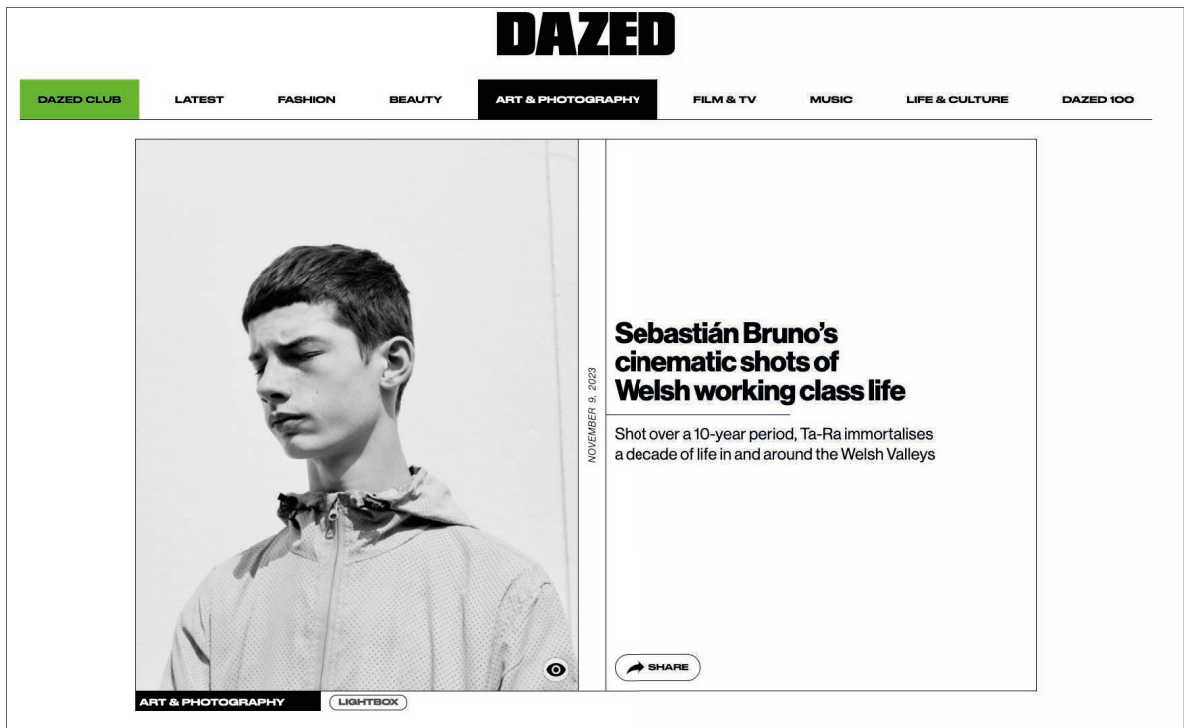 DAZED
DAZED CLUB LATEST FASHION BEAUTY ART & PHOTOGRAPHY FILM & TV MUSIC LIFE & CULTURE DAZED 100
NOVEMBER 9, 2023
Sebastián Bruno's
cinematic shots of
Welsh working class life
Shot over a 10-year period, Ta-Ra immortalises
a decade of life in and around the Welsh Valleys
SHARE
ART & PHOTOGRAPHY LIGHTBOX